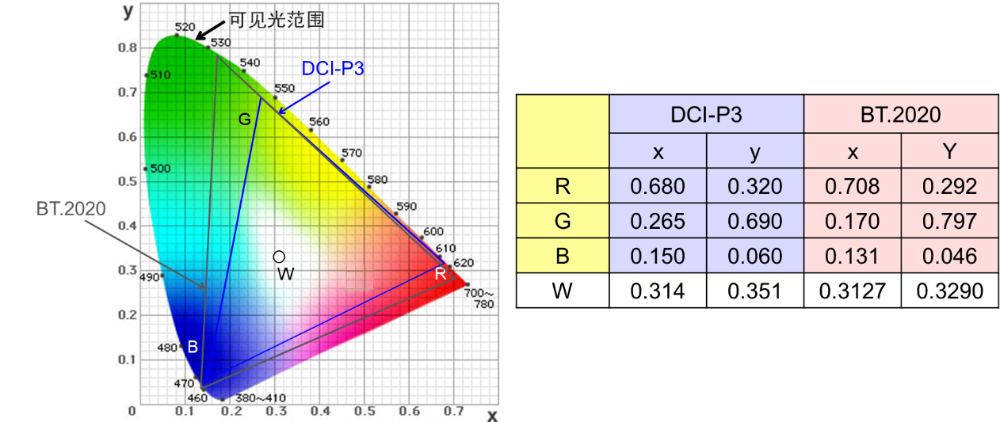 y
可见光范围
520
530
0.8
540
DCI-P3
510
550
0.7
G
560
0.6
570
500
580
0.5
590
BT.2020
0.4
600
610
W
620
R
0.3
490
700～
780
0.2
480
B
0.1
470
460
380～410
0
0.1
0.2
0.3
0.4
0.5
0.6
0.7
x
DCI-P3 BT.2020
x y x Y
R 0.680 0.320 0.708 0.292
G 0.265 0.690 0.170 0.797
B 0.150 0.060 0.131 0.046
W 0.314 0.351 0.3127 0.3290